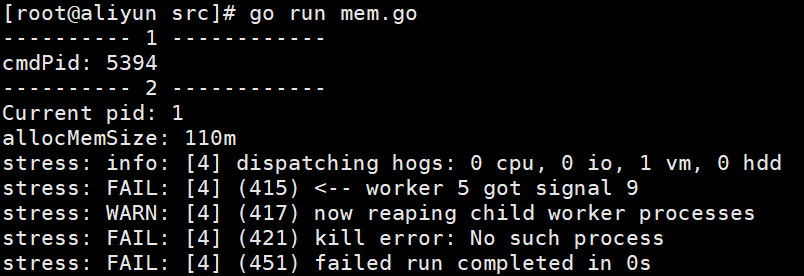 [root@aliyun src]# go run mem.go
---------- 1 ------------
cmdPid: 5394
---------- 2 ------------
Current pid: 1
allocMemSize: 110m
stress: info: [4] dispatching hogs: 0 cpu, 0 io, 1 vm, 0 hdd
stress: FAIL: [4] (415) <-- worker 5 got signal 9
stress: WARN: [4] (417) now reaping child worker processes
stress: FAIL: [4] (421) kill error: No such process
stress: FAIL: [4] (451) failed run completed in 0s